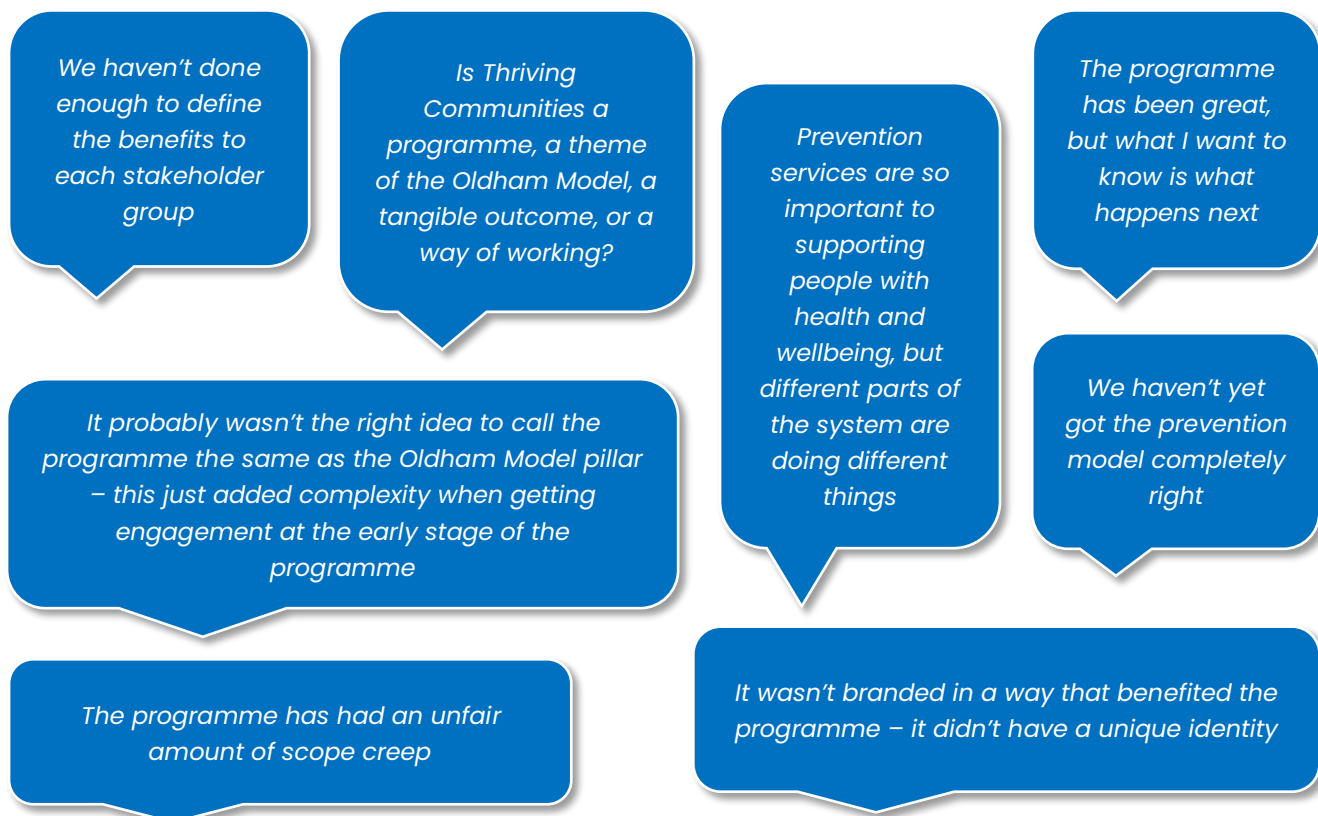 We haven't done
enough to define
the benefits to
each stakeholder
group
Is Thriving
Communities a
programme, a theme
of the Oldham Model, a
tangible outcome, or a
way of working?
Prevention
services are so
important to
supporting
people with
health and
wellbeing, but
different parts of
the system are
doing different
things
The programme
has been great,
but what I want to
know is what
happens next
It probably wasn't the right idea to call the
programme the same as the Oldham Model pillar
– this just added complexity when getting
engagement at the early stage of the
programme
We haven't yet
got the prevention
model completely
right
The programme has had an unfair
amount of scope creep
It wasn't branded in a way that benefited the
programme – it didn't have a unique identity